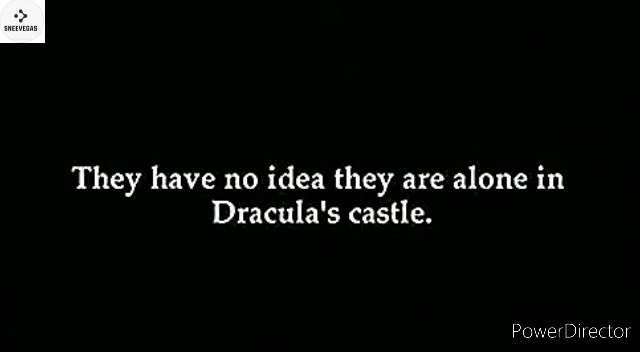 SNEEVEGAS
They have no idea they are alone in
Dracula's castle.
PowerDirector